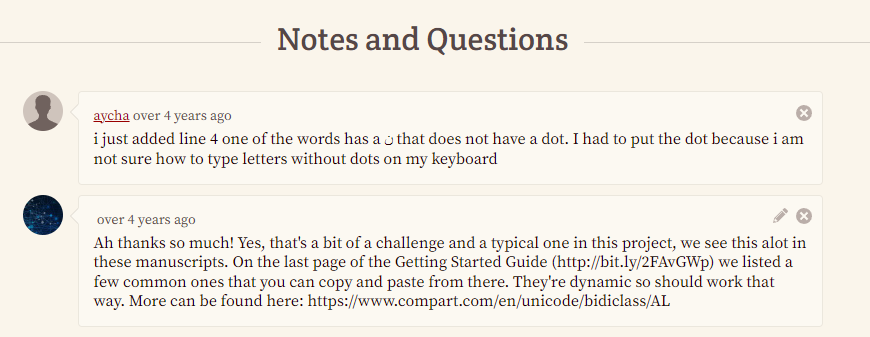 Notes and Questions
aycha over 4 years ago
i just added line 4 one of the words has a ن that does not have a dot. I had to put the dot because i am
not sure how to type letters without dots on my keyboard
over 4 years ago
Ah thanks so much! Yes, that's a bit of a challenge and a typical one in this project, we see this alot in
these manuscripts. On the last page of the Getting Started Guide (http://bit.ly/2FAvGWp) we listed a
few common ones that you can copy and paste from there. They're dynamic so should work that
way. More can be found here: https://www.compart.com/en/unicode/bidiclass/AL